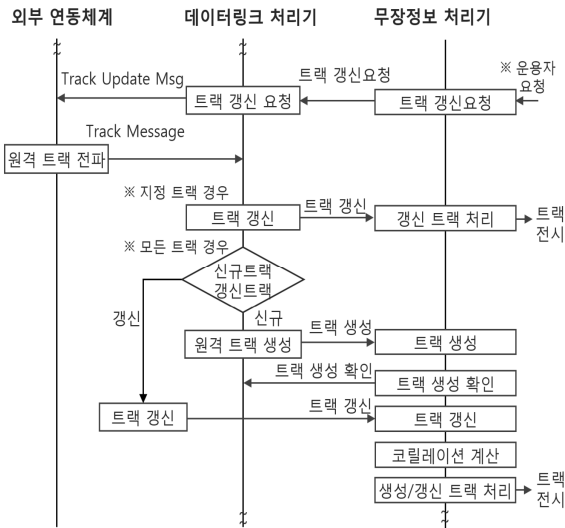 외부 연동체계
데이터링크 처리기
무장정보 처리기
※ 운용자
요청
트랙 갱신요청
Track Update Msg
트랙 갱신 요청
트랙 갱신요청
Track Message
원격 트랙 전파
※ 지정 트랙 경우
트랙 갱신
트랙 갱신
갱신 트랙 처리
트랙
전시
※ 모든 트랙 경우
신규트랙
갱신트랙
갱신
신규
트랙 생성
원격 트랙 생성
트랙 생성
트랙 생성 확인
트랙 생성 확인
트랙 갱신
트랙 갱신
트랙 갱신
코릴레이션 계산
생성/갱신 트랙 처리
트랙
전시